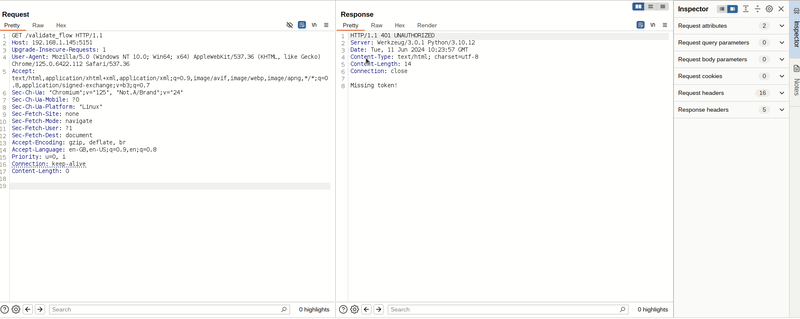 Request
Pretty Raw Hex
1 GET /validate_flow HTTP/1.1
2 Host: 192.168.1.145:5151
3 Upgrade-Insecure-Requests: 1
4 User-Agent: Mozilla/5.0 (Windows NT 10.0; Win64; x64) AppleWebKit/537.36 (KHTML, like Gecko)
Chrome/125.0.6422.112 Safari/537.36
5 Accept:
text/html,application/xhtml+xml,application/xml;q=0.9,image/avif,image/webp,image/apng,*/*;q=0
.8,application/signed-exchange;v=b3;q=0.7
6 Sec-Ch-Ua: "Chromium";v="125", "Not.A/Brand";v="24"
7 Sec-Ch-Ua-Mobile: ?0
8 Sec-Ch-Ua-Platform: "Linux"
9 Sec-Fetch-Site: none
10 Sec-Fetch-Mode: navigate
11 Sec-Fetch-User: ?1
12 Sec-Fetch-Dest: document
13 Accept-Encoding: gzip, deflate, br
14 Accept-Language: en-GB,en-US;q=0.9,en;q=0.8
15 Priority: u=0, i
16 Connection: keep-alive
17 Content-Length: 0
18
19
Search
0 highlights
Response
Pretty Raw Hex Render
1 HTTP/1.1 401 UNAUTHORIZED
2 Server: Werkzeug/3.0.1 Python/3.10.12
3 Date: Tue, 11 Jun 2024 10:23:57 GMT
4 Content-Type: text/html; charset=utf-8
5 Content-Length: 14
6 Connection: close
7
8 Missing token!
Search
0 highlights
Inspector
Request attributes 2
Request query parameters 0
Request body parameters 0
Request cookies 0
Request headers 16
Response headers 5
Inspector
Notes